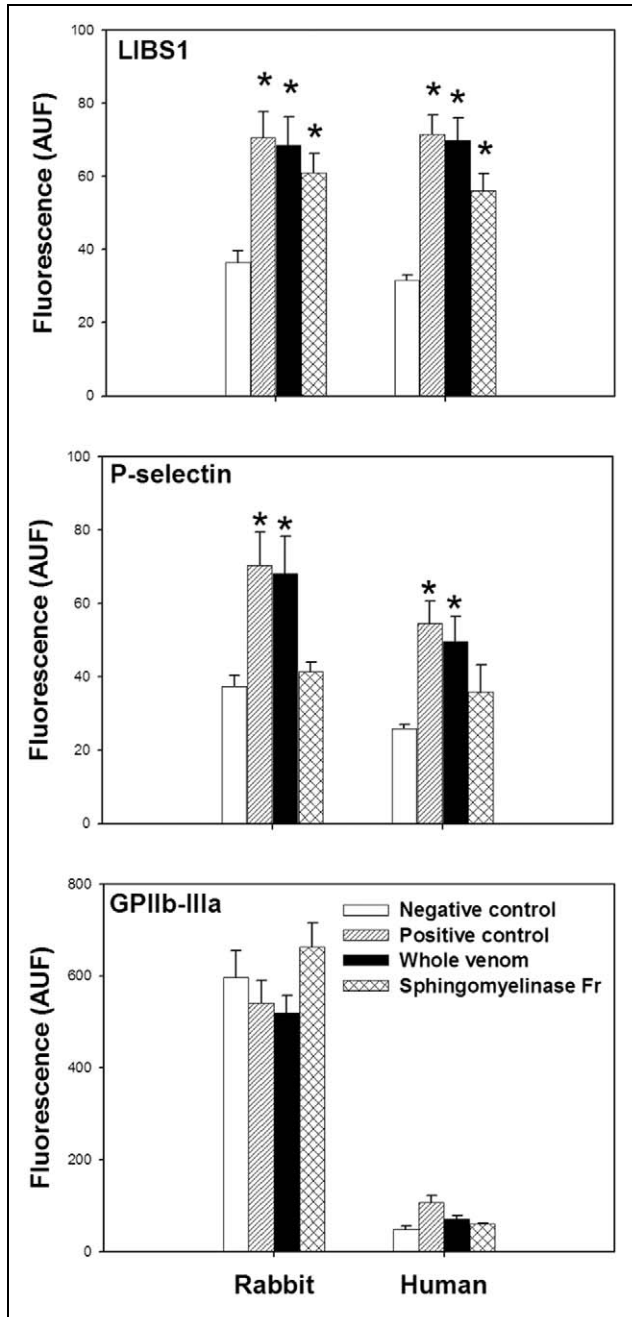 LIBS1
Fluorescence (AUF)
100
80
60
40
20
0
* * *
* * *
P-selectin
Fluorescence (AUF)
100
80
60
40
20
0
* *
* *
GPIIb-IIIa
Fluorescence (AUF)
800
600
400
200
0
Negative control
Positive control
Whole venom
Sphingomyelinase Fr
Rabbit Human